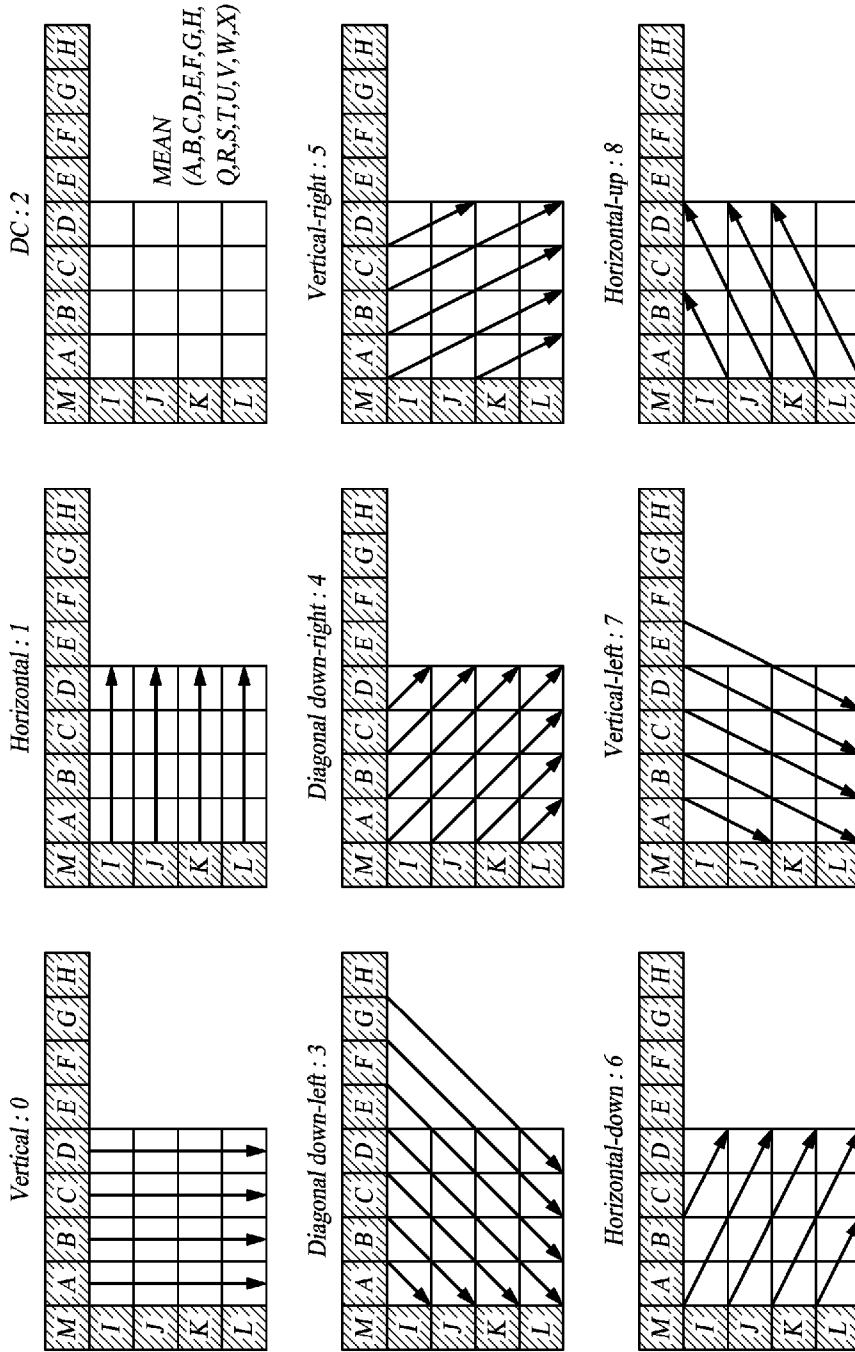 Vertical : 0
M A B C D E F G H
I
J
K
L
Horizontal : 1
M A B C D E F G H
I
J
K
L
DC : 2
M A B C D E F G H
I
J
K
L
MEAN
(A,B,C,D,E,F,G,H,
Q,R,S,T,U,V,W,X)
Diagonal down-left : 3
M A B C D E F G H
I
J
K
L
Diagonal down-right : 4
M A B C D E F G H
I
J
K
L
Vertical-right : 5
M A B C D E F G H
I
J
K
L
Horizontal-down : 6
M A B C D E F G H
I
J
K
L
Vertical-left : 7
M A B C D E F G H
I
J
K
L
Horizontal-up : 8
M A B C D E F G H
I
J
K
L